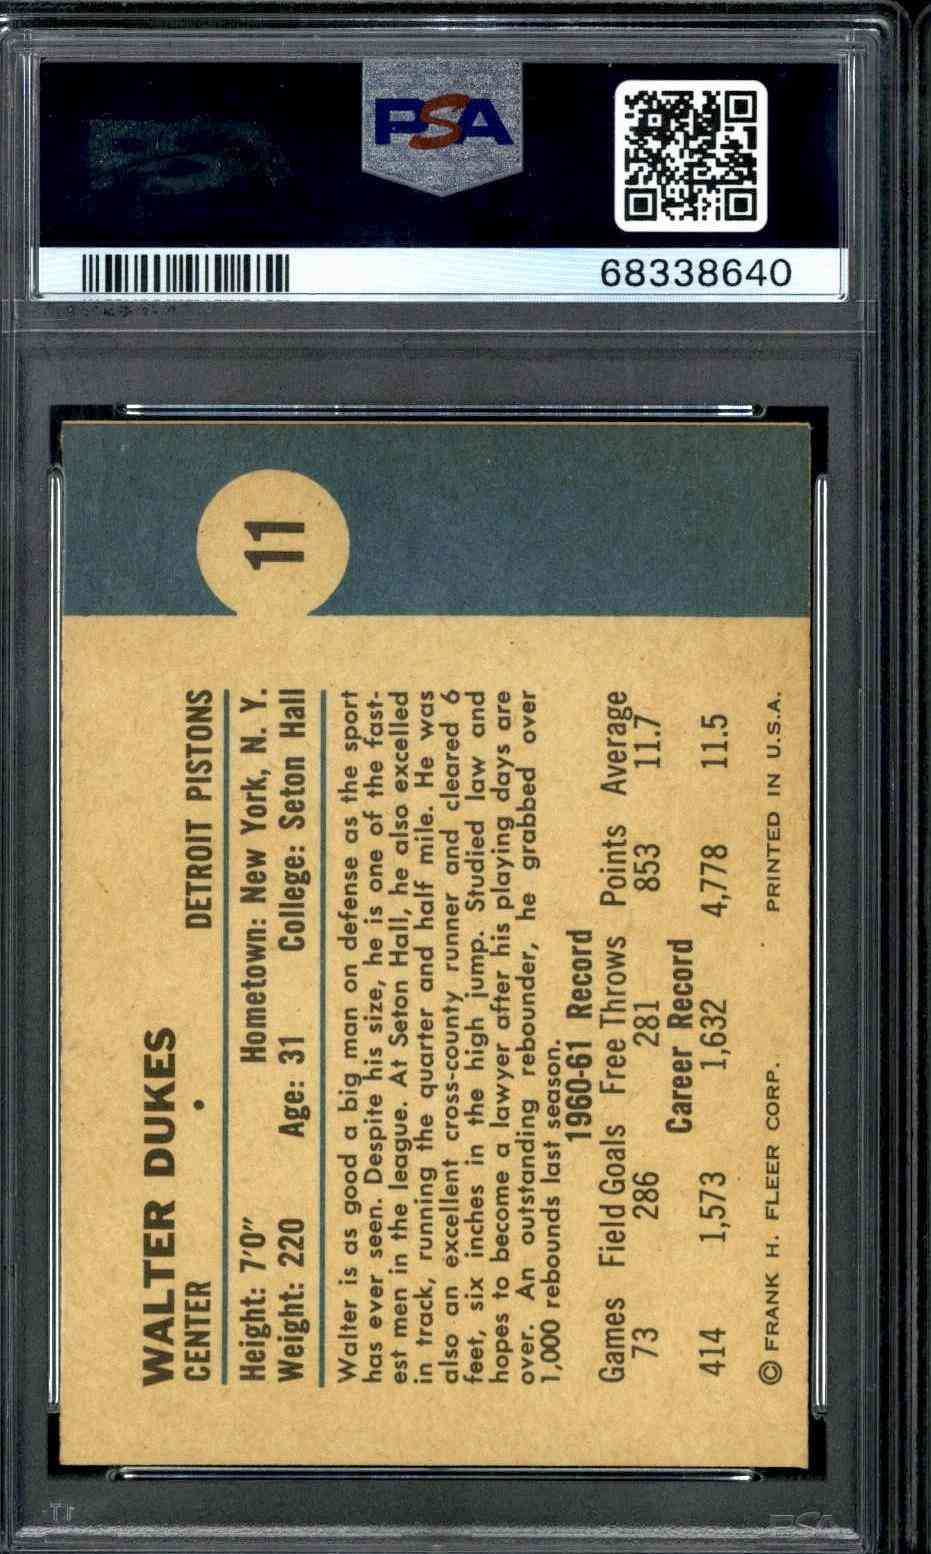 PSA
68338640
11
WALTER DUKES
CENTER
DETROIT PISTONS
Height: 7'0" Hometown: New York, N. Y.
Weight: 220 Age: 31 College: Seton Hall
Walter is as good a big man on defense as the sport
has ever seen. Despite his size, he is one of the fast-
est men in the league. At Seton Hall, he also excelled
in track, running the quarter and half mile. He was
also an excellent cross-county runner and cleared 6
feet, six inches in the high jump. Studied law and
hopes to become a lawyer after his playing days are
over. An outstanding rebounder, he grabbed over
1,000 rebounds last season.
1960-61 Record
Games Field Goals Free Throws Points Average
73 286 281 853 11.7
Career Record
414 1,573 1,632 4,778 11.5
© FRANK H. FLEER CORP. PRINTED IN U.S.A.
PSA